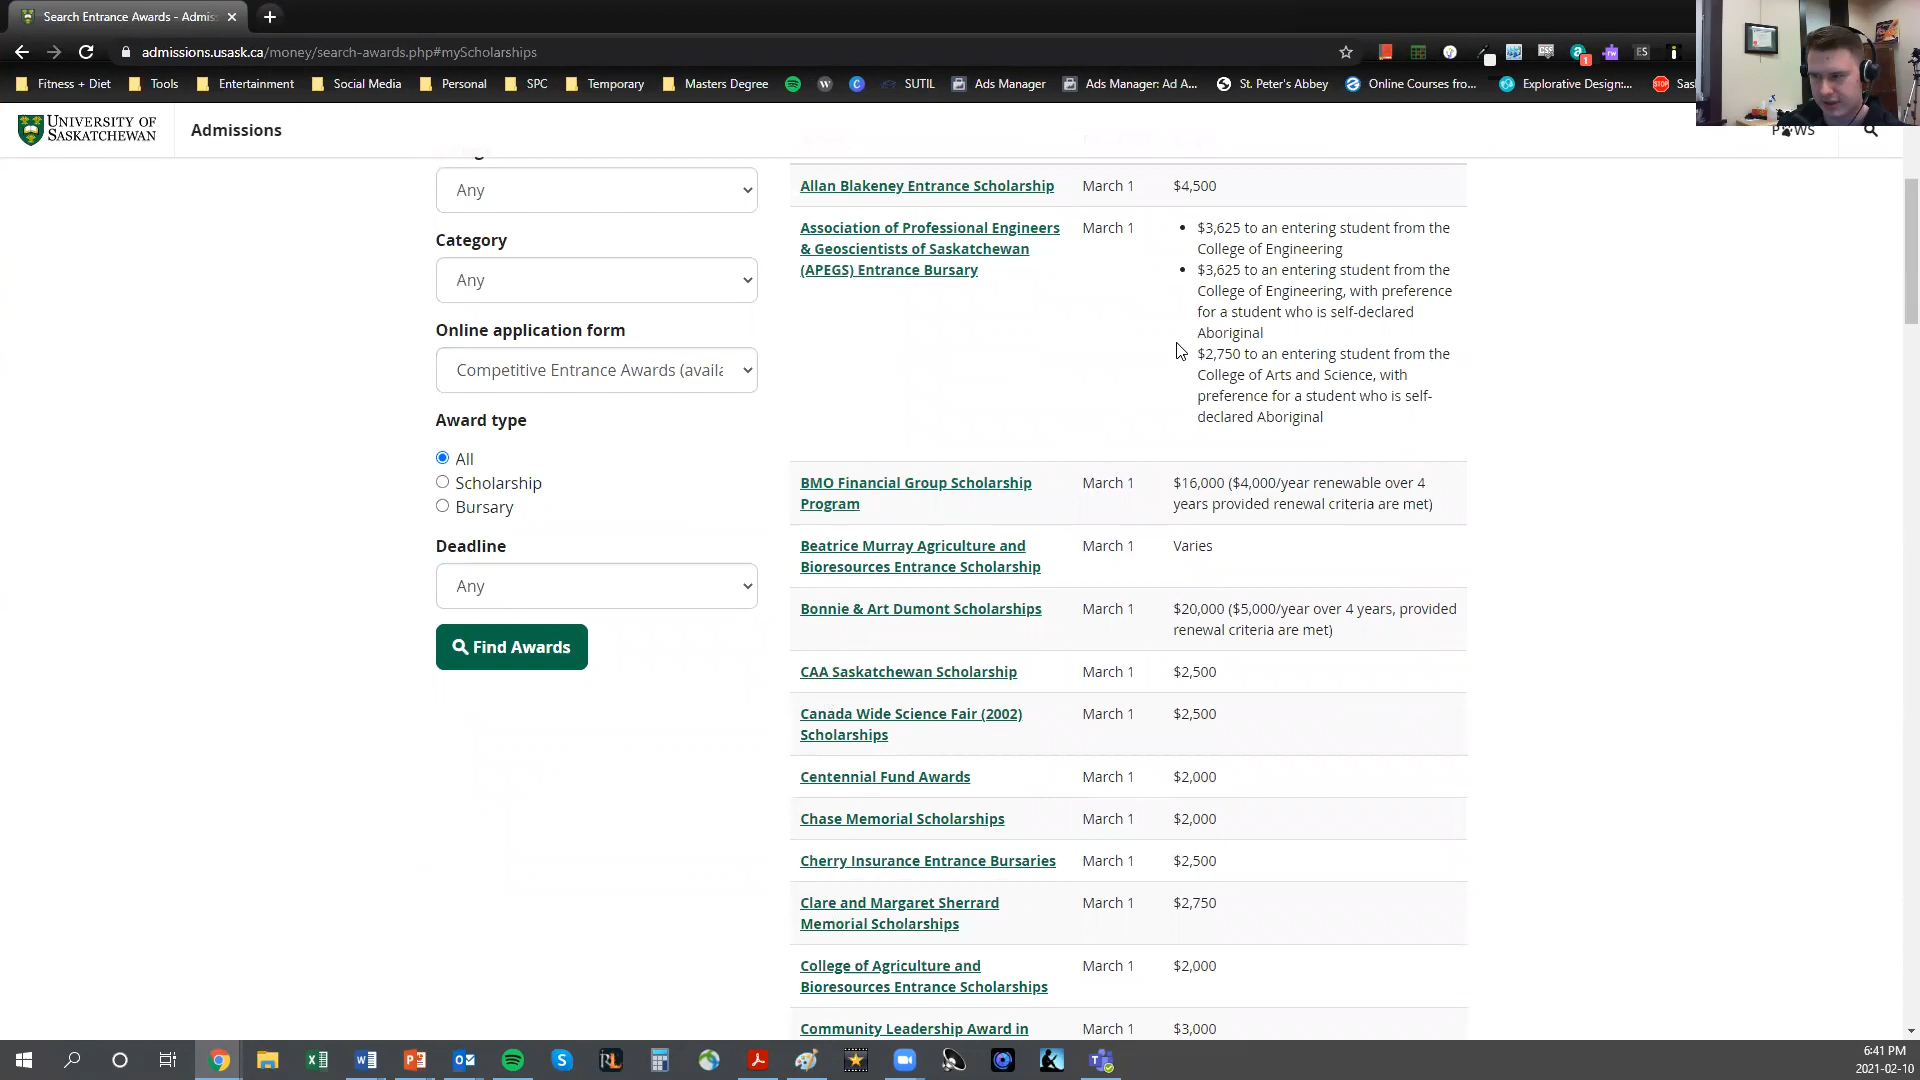 Search Entrance Awards - Admis
admissions.usask.ca/money/search-awards.php#myScholarships
Fitness + Diet
Tools
Entertainment
Social Media
Personal
SPC
Temporary
Masters Degree
SUTIL
Ads Manager
Ads Manager: Ad A...
St. Peter's Abbey
Online Courses fro...
Explorative Design:...
Sas
UNIVERSITY OF
SASKATCHEWAN
Admissions
PAWS
Any
Category
Any
Online application form
Competitive Entrance Awards (availa
Award type
All
Scholarship
Bursary
Deadline
Any
Find Awards
Allan Blakeney Entrance Scholarship March 1 $4,500
Association of Professional Engineers
& Geoscientists of Saskatchewan
(APEGS) Entrance Bursary
March 1
• $3,625 to an entering student from the
College of Engineering
• $3,625 to an entering student from the
College of Engineering, with preference
for a student who is self-declared
Aboriginal
• $2,750 to an entering student from the
College of Arts and Science, with
preference for a student who is self-
declared Aboriginal
BMO Financial Group Scholarship
Program
March 1
$16,000 ($4,000/year renewable over 4
years provided renewal criteria are met)
Beatrice Murray Agriculture and
Bioresources Entrance Scholarship
March 1
Varies
Bonnie & Art Dumont Scholarships
March 1
$20,000 ($5,000/year over 4 years, provided
renewal criteria are met)
CAA Saskatchewan Scholarship March 1 $2,500
Canada Wide Science Fair (2002)
Scholarships
March 1
$2,500
Centennial Fund Awards March 1 $2,000
Chase Memorial Scholarships March 1 $2,000
Cherry Insurance Entrance Bursaries March 1 $2,500
Clare and Margaret Sherrard
Memorial Scholarships
March 1
$2,750
College of Agriculture and
Bioresources Entrance Scholarships
March 1
$2,000
Community Leadership Award in March 1 $3,000
6:41 PM
2021-02-10